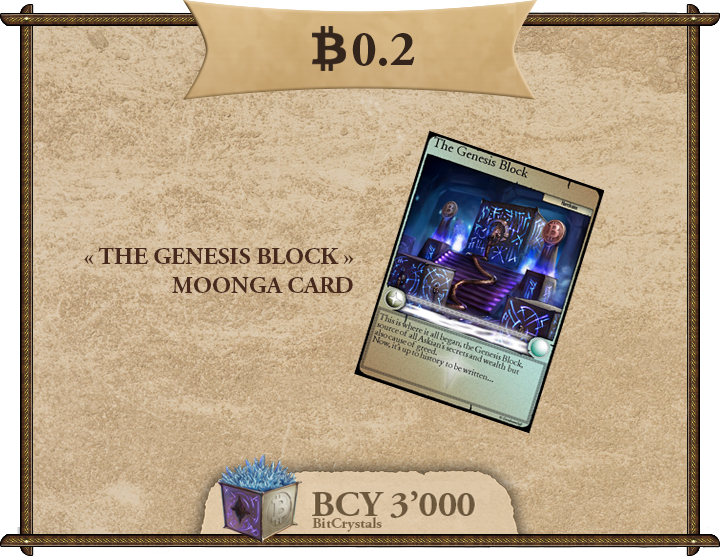 ₿0.2
The Genesis Block
« THE GENESIS BLOCK »
MOONGA CARD
This is where it all began, the Genesis Block,
source of all Askian's secrets and wealth but
also cause of greed.
Now, it's up to history to be written...
BCY 3'000
BitCrystals